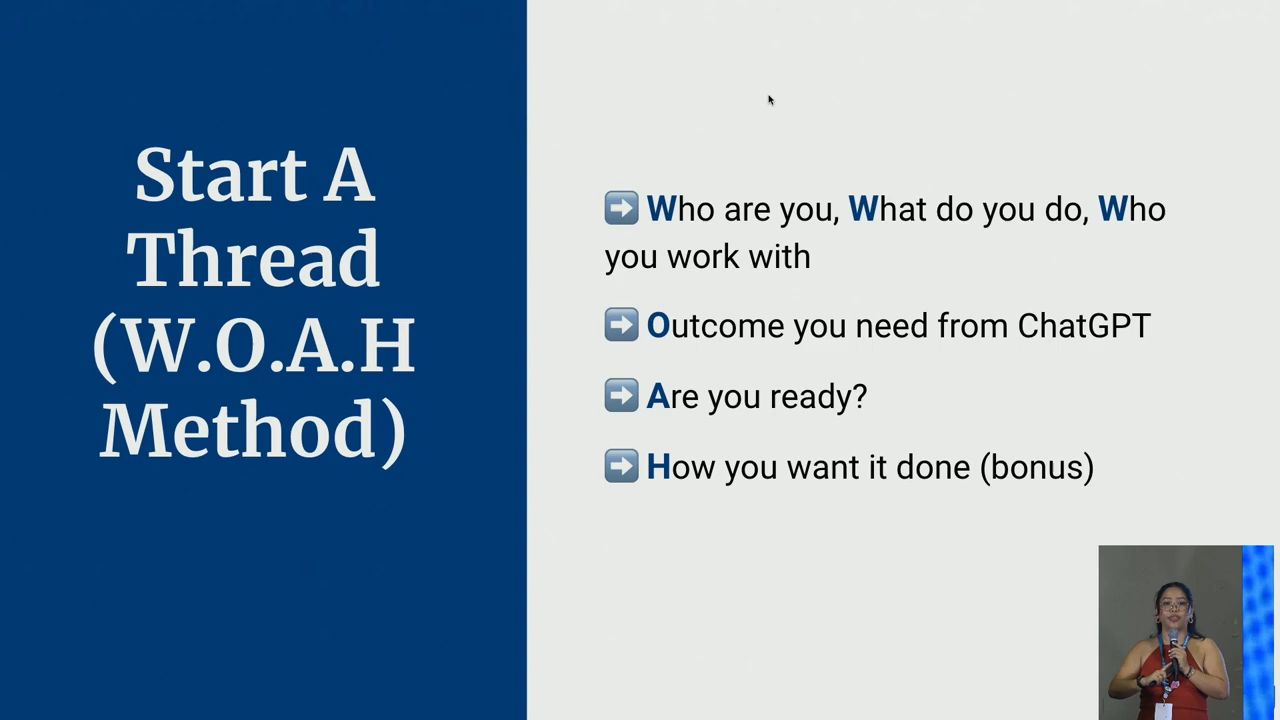 Start A
Thread
(W.O.A.H
Method)
➡️ Who are you, What do you do, Who
you work with
➡️ Outcome you need from ChatGPT
➡️ Are you ready?
➡️ How you want it done (bonus)